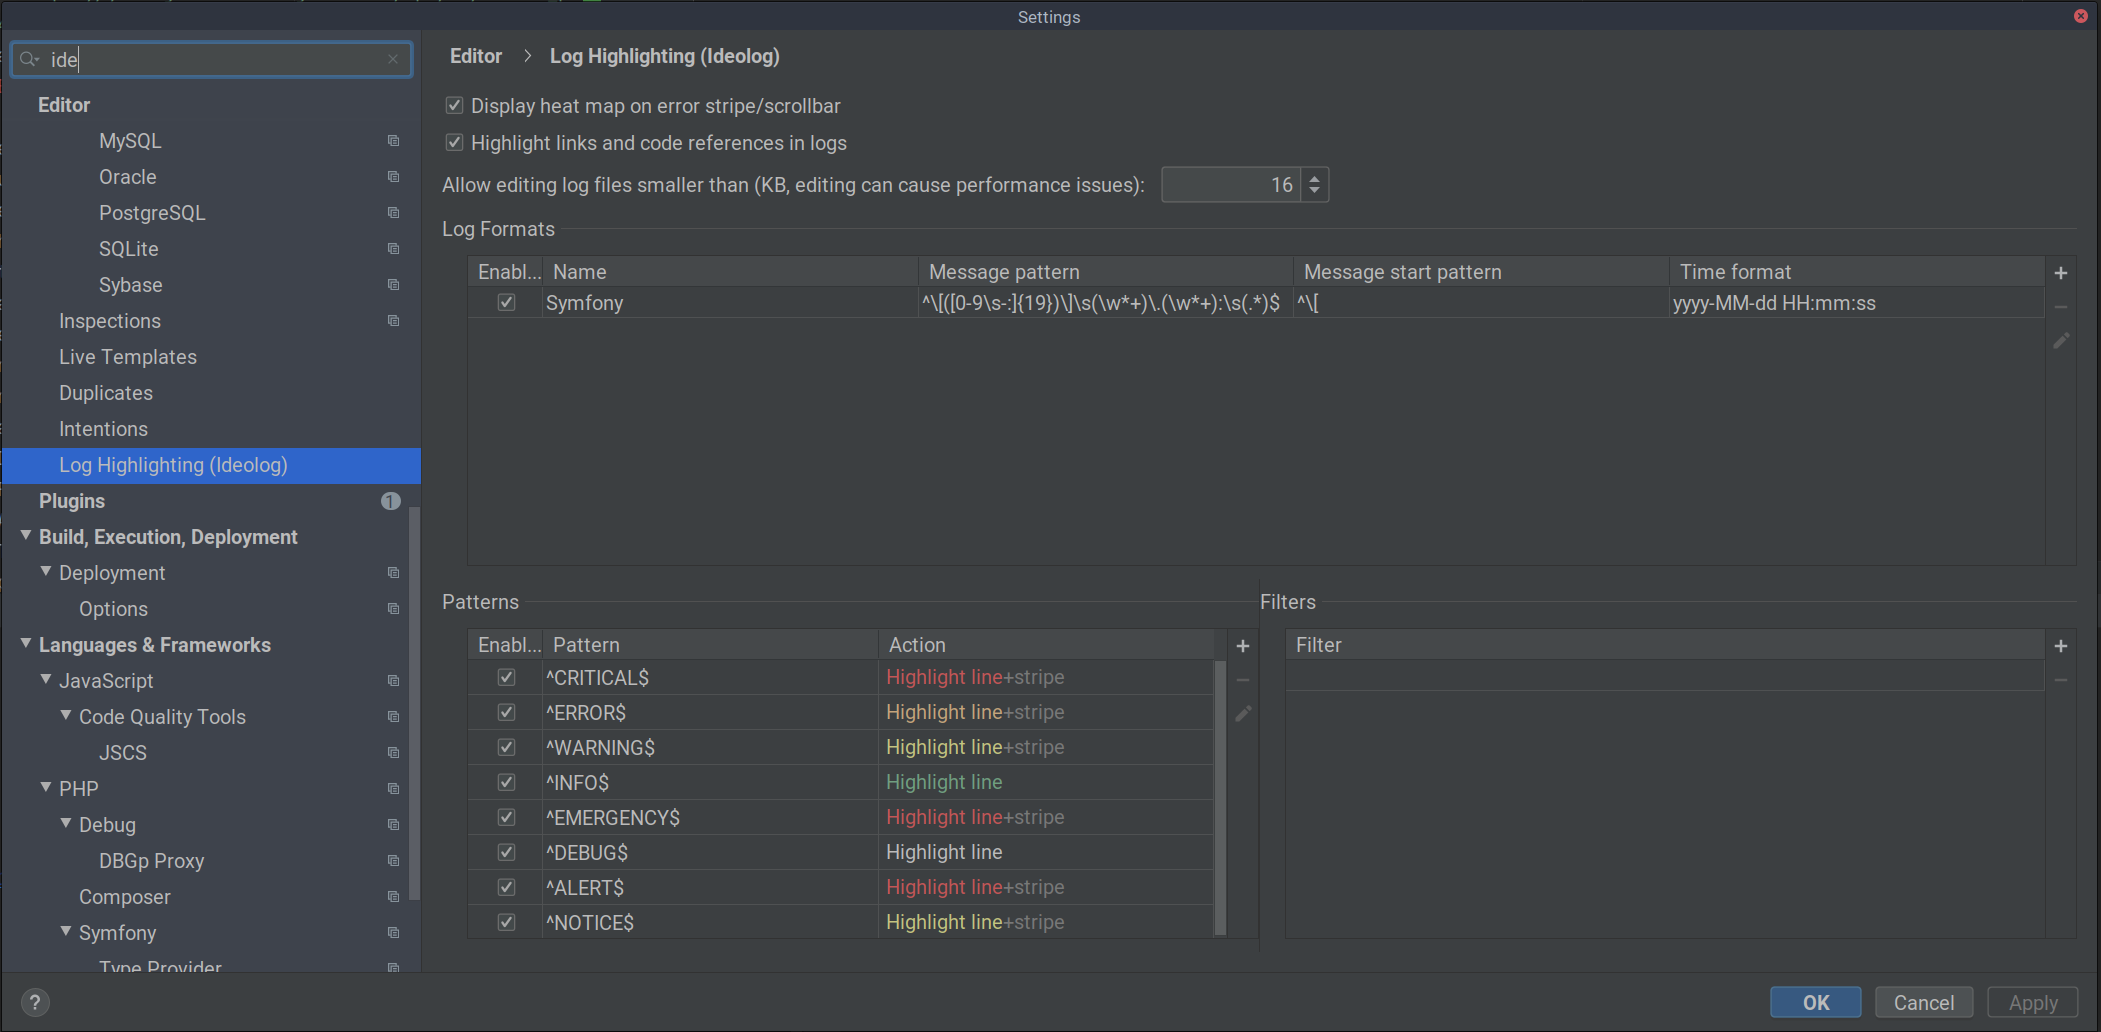 Settings
ide
Editor
MySQL
Oracle
PostgreSQL
SQLite
Sybase
Inspections
Live Templates
Duplicates
Intentions
Log Highlighting (Ideolog)
Plugins 1
Build, Execution, Deployment
Deployment
Options
Languages & Frameworks
JavaScript
Code Quality Tools
JSCS
PHP
Debug
DBGp Proxy
Composer
Symfony
Type Provider
Editor > Log Highlighting (Ideolog)
Display heat map on error stripe/scrollbar
Highlight links and code references in logs
Allow editing log files smaller than (KB, editing can cause performance issues): 16
Log Formats
Enabl... Name Message pattern Message start pattern Time format
Symfony ^\[([0-9\s-:]{19})\]\s(\w*+)\.(\w*+):\s(.*)$ ^\[ yyyy-MM-dd HH:mm:ss
Patterns
Enabl... Pattern Action
^CRITICAL$ Highlight line+stripe
^ERROR$ Highlight line+stripe
^WARNING$ Highlight line+stripe
^INFO$ Highlight line
^EMERGENCY$ Highlight line+stripe
^DEBUG$ Highlight line
^ALERT$ Highlight line+stripe
^NOTICE$ Highlight line+stripe
Filters
Filter
? OK Cancel Apply